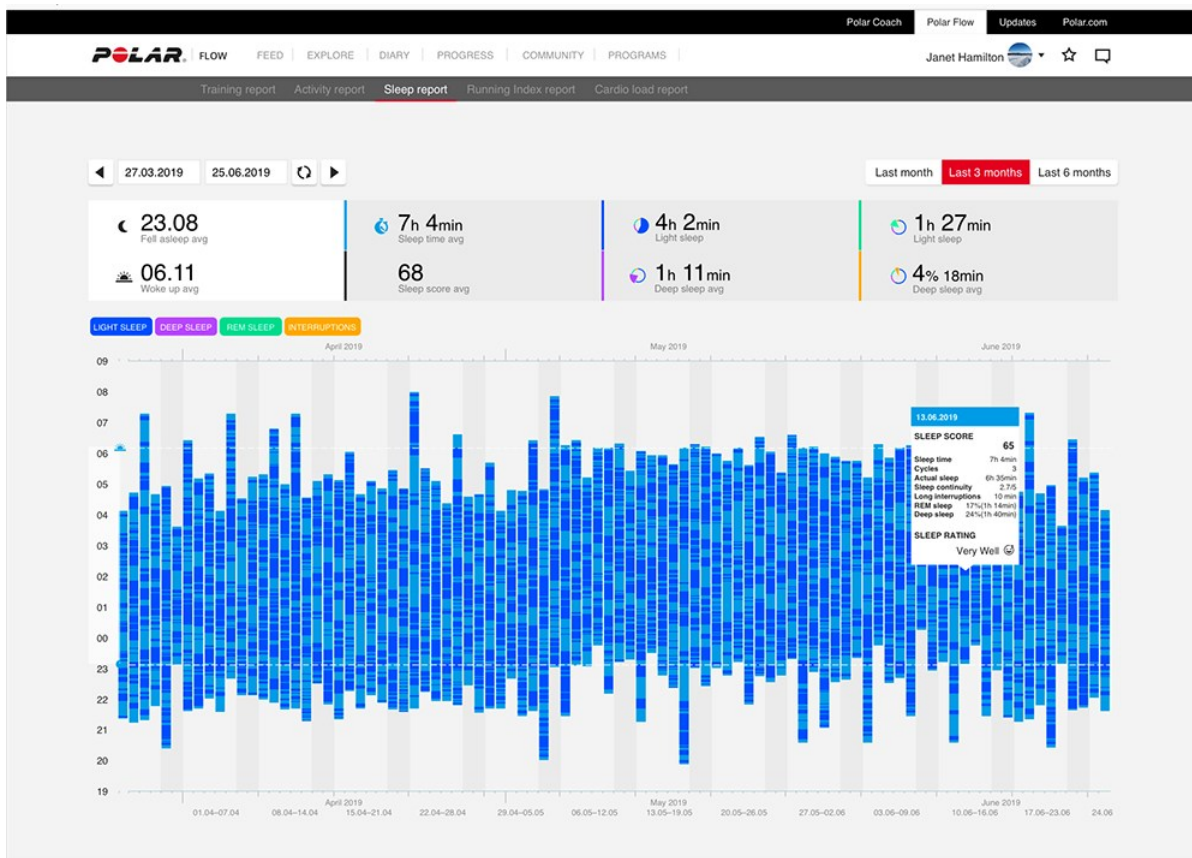 Polar Coach Polar Flow Updates Polar.com
POLAR. FLOW FEED EXPLORE DIARY PROGRESS COMMUNITY PROGRAMS Janet Hamilton
Training report Activity report Sleep report Running Index report Cardio load report
27.03.2019 25.06.2019 Last month Last 3 months Last 6 months
23.08 7h 4min 4h 2min 1h 27min
Fell asleep avg Sleep time avg Light sleep Light sleep
06.11 68 1h 11min 4% 18min
Woke up avg Sleep score avg Deep sleep avg Deep sleep avg
LIGHT SLEEP DEEP SLEEP REM SLEEP INTERRUPTIONS
April 2019 May 2019 June 2019
09
08
07
06
05
04
03
02
01
00
23
22
21
20
19
13.06.2019
SLEEP SCORE
65
Sleep time 7h 4min
Cycles 3
Actual sleep 6h 35min
Sleep continuity 2.7/5
Long interruptions 10 min
REM sleep 17%(1h 14min)
Deep sleep 24%(1h 40min)
SLEEP RATING
Very Well
April 2019 May 2019 June 2019
01.04–07.04 08.04–14.04 15.04–21.04 22.04–28.04 29.04–05.05 06.05–12.05 13.05–19.05 20.05–26.05 27.05–02.06 03.06–09.06 10.06–16.06 17.06–23.06 24.06